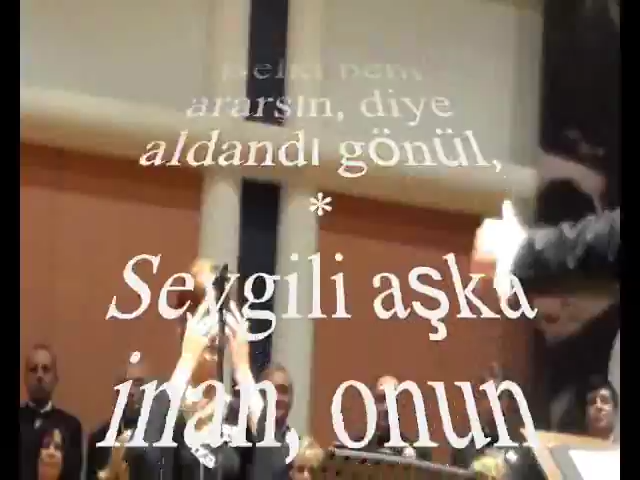 ararsın, diye
aldandı gönül,
*
Sevgili aşka
inan, onun